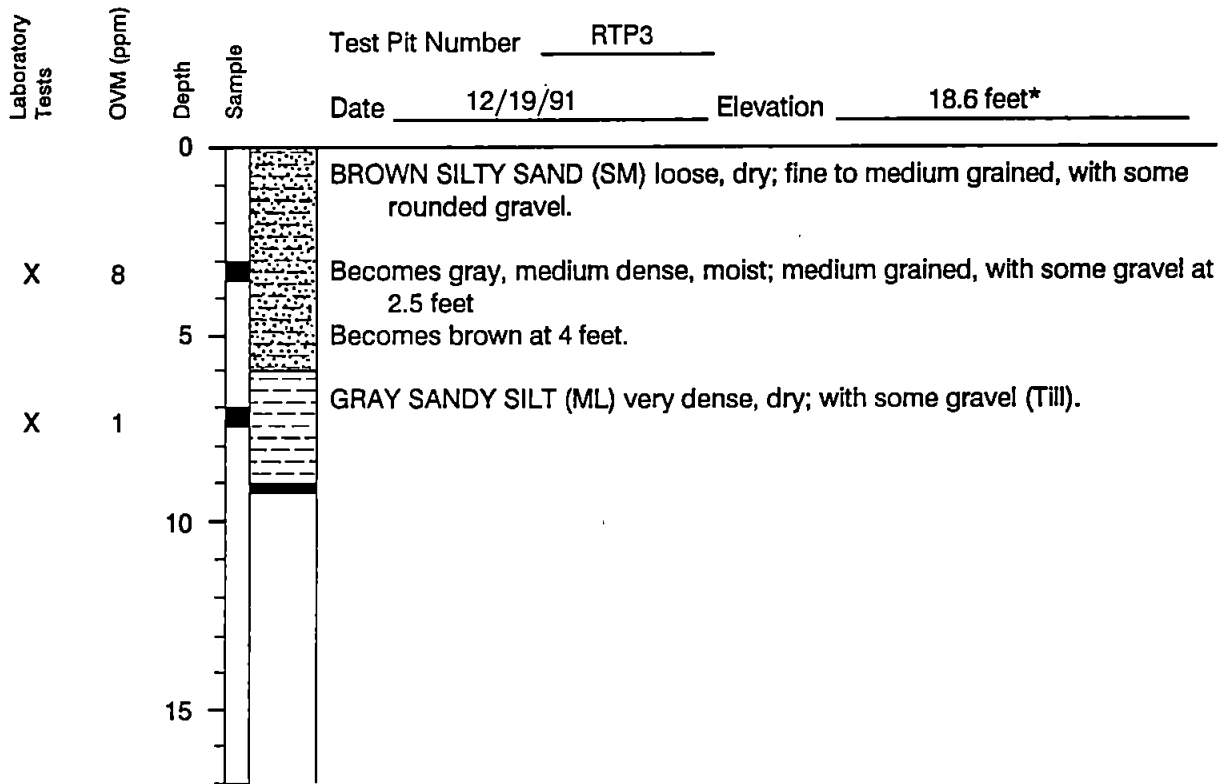 Laboratory Tests
OVM (ppm)
Depth
Sample
Test Pit Number RTP3
Date 12/19/91 Elevation 18.6 feet*
0
BROWN SILTY SAND (SM) loose, dry; fine to medium grained, with some
rounded gravel.
X 8 Becomes gray, medium dense, moist; medium grained, with some gravel at
2.5 feet
5 Becomes brown at 4 feet.
GRAY SANDY SILT (ML) very dense, dry; with some gravel (Till).
X 1
10
15